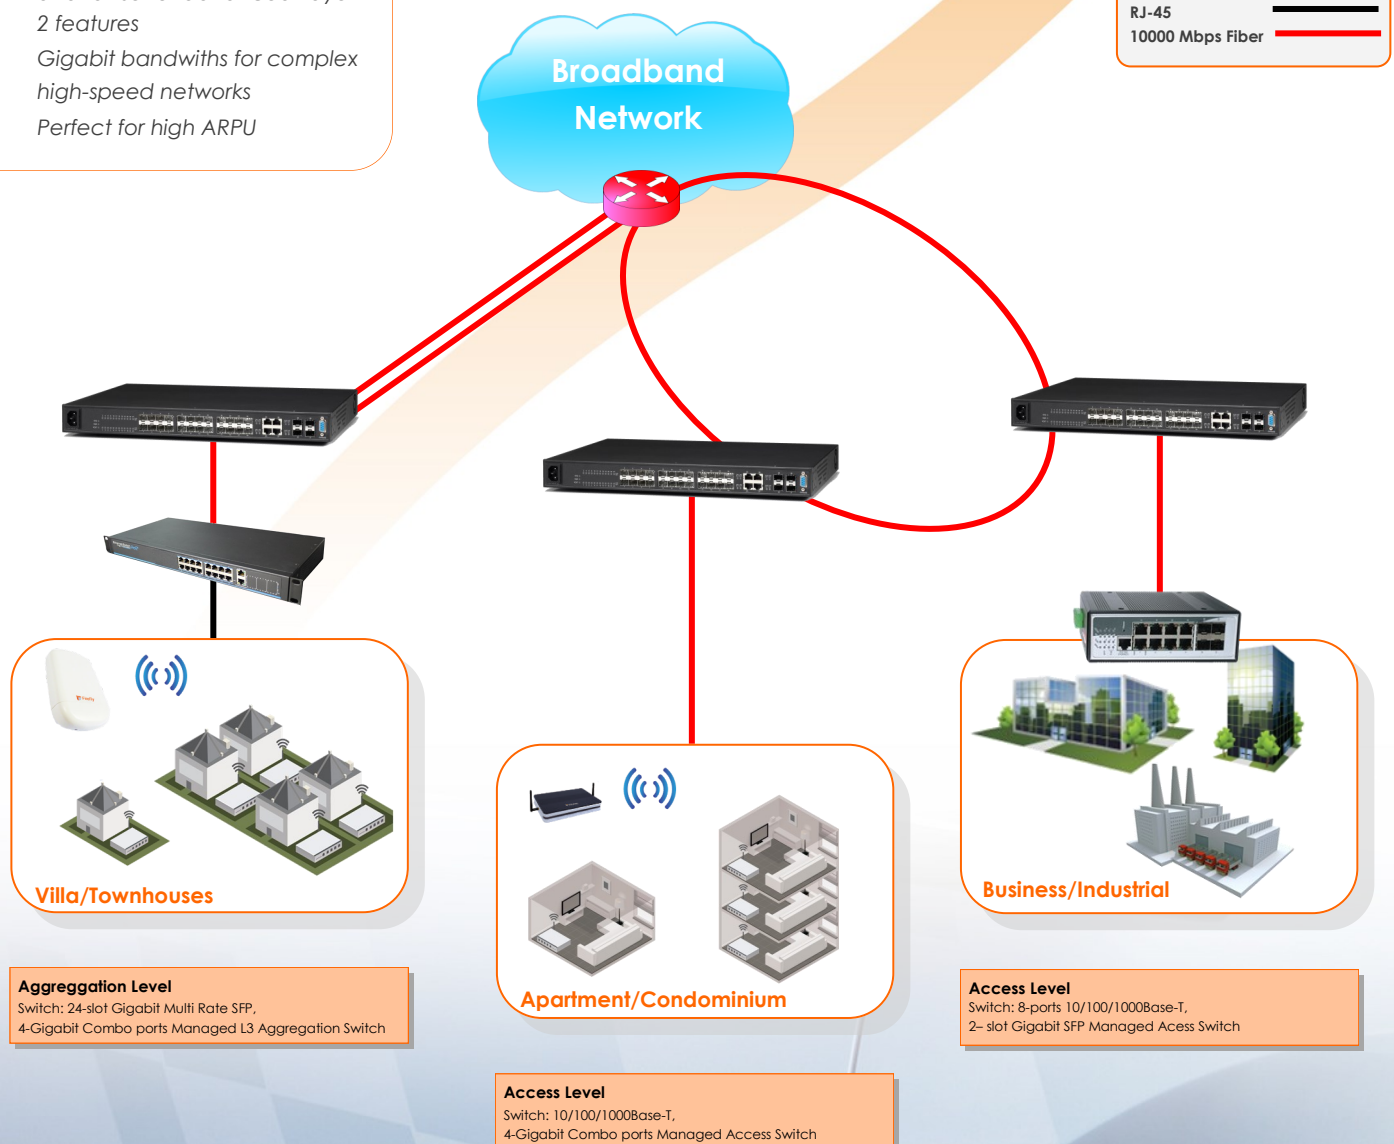 2 features
Gigabit bandwiths for complex
high-speed networks
Perfect for high ARPU
RJ-45
10000 Mbps Fiber
Broadband
Network
Villa/Townhouses
Apartment/Condominium
Business/Industrial
Aggreggation Level
Switch: 24-slot Gigabit Multi Rate SFP,
4-Gigabit Combo ports Managed L3 Aggregation Switch
Access Level
Switch: 10/100/1000Base-T,
4-Gigabit Combo ports Managed Access Switch
Access Level
Switch: 8-ports 10/100/1000Base-T,
2– slot Gigabit SFP Managed Acess Switch